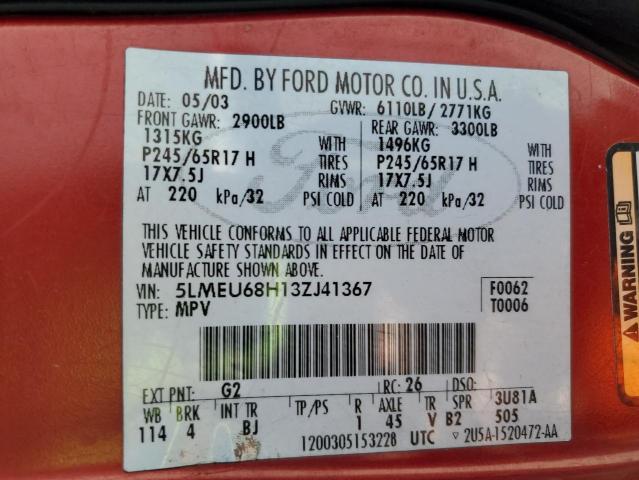 MFD. BY FORD MOTOR CO. IN U.S.A.
DATE: 05/03 GVWR: 6110LB / 2771KG
FRONT GAWR: 2900LB REAR GAWR: 3300LB
1315KG WITH 1496KG WITH
P245/65R17 H TIRES P245/65R17 H TIRES
17X7.5J RIMS 17X7.5J RIMS
AT 220 kPa/32 PSI COLD AT 220 kPa/32 PSI COLD
Ford
THIS VEHICLE CONFORMS TO ALL APPLICABLE FEDERAL MOTOR
VEHICLE SAFETY STANDARDS IN EFFECT ON THE DATE OF
MANUFACTURE SHOWN ABOVE.
VIN: 5LMEU68H13ZJ41367 F0062
TYPE: MPV T0006
EXT PNT: G2 RC: 26 DSO:
WB BRK INT TR TP/PS R AXLE TR SPR 3U81A
114 4 BJ 1 45 V B2 505
1200305153228 UTC ▽ 2U5A-1520472-AA
WARNING